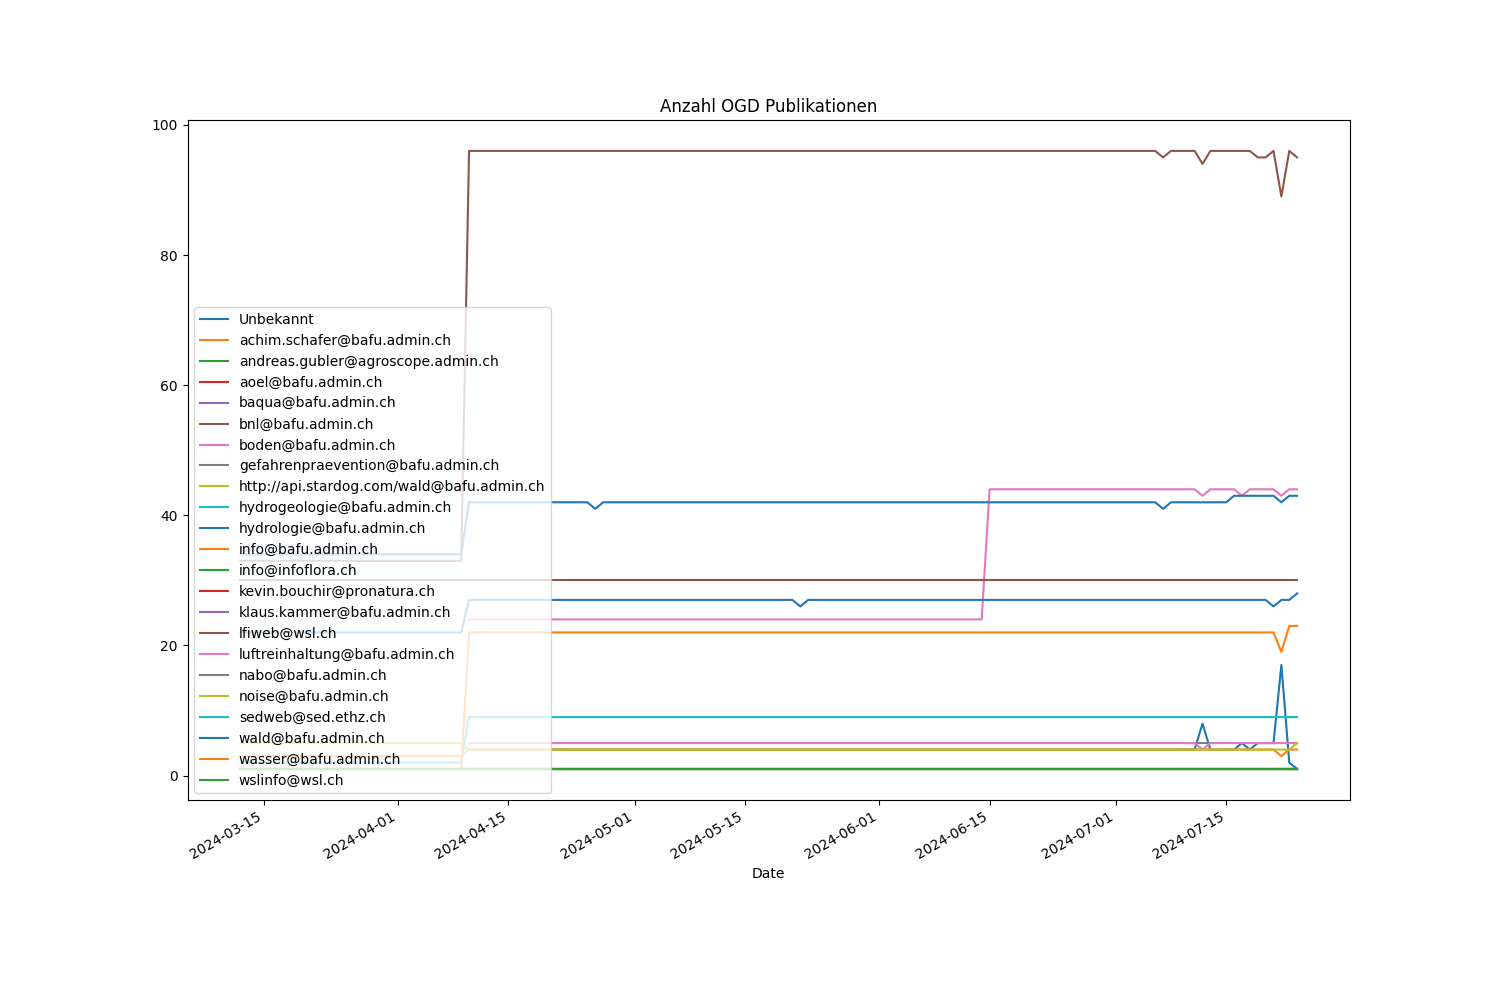 Anzahl OGD Publikationen
100
80
60
40
20
0
Unbekannt
achim.schafer@bafu.admin.ch
andreas.gubler@agroscope.admin.ch
aoel@bafu.admin.ch
baqua@bafu.admin.ch
bnl@bafu.admin.ch
boden@bafu.admin.ch
gefahrenpraevention@bafu.admin.ch
http://api.stardog.com/wald@bafu.admin.ch
hydrogeologie@bafu.admin.ch
hydrologie@bafu.admin.ch
info@bafu.admin.ch
info@infoflora.ch
kevin.bouchir@pronatura.ch
klaus.kammer@bafu.admin.ch
lfiweb@wsl.ch
luftreinhaltung@bafu.admin.ch
nabo@bafu.admin.ch
noise@bafu.admin.ch
sedweb@sed.ethz.ch
wald@bafu.admin.ch
wasser@bafu.admin.ch
wslinfo@wsl.ch
2024-03-15
2024-04-01
2024-04-15
2024-05-01
2024-05-15
2024-06-01
2024-06-15
2024-07-01
2024-07-15
Date